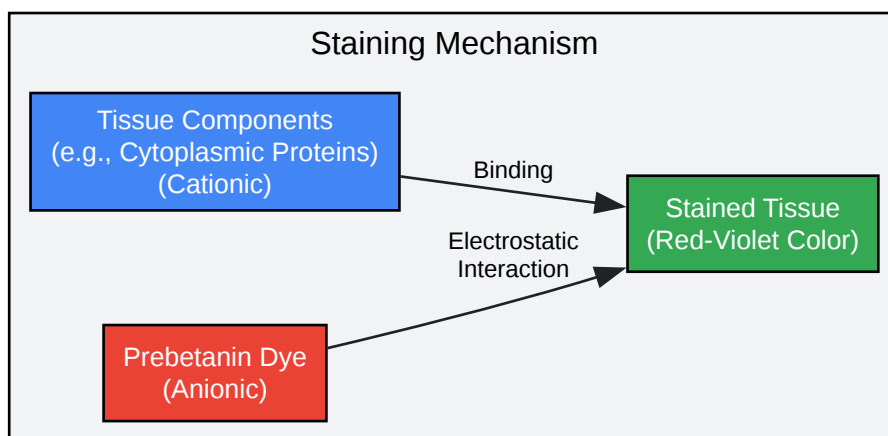 Staining Mechanism
Tissue Components
(e.g., Cytoplasmic Proteins)
(Cationic)
Binding
Stained Tissue
(Red-Violet Color)
Electrostatic
Interaction
Prebetanin Dye
(Anionic)